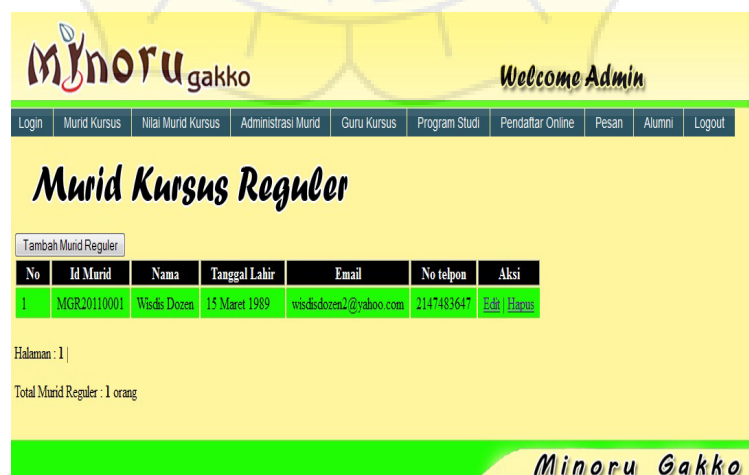 Minoru gakko
Welcome Admin
Login Murid Kursus Nilai Murid Kursus Administrasi Murid Guru Kursus Program Studi Pendaftar Online Pesan Alumni Logout
Murid Kursus Reguler
Tambah Murid Reguler
No Id Murid Nama Tanggal Lahir Email No telpon Aksi
1 MGR20110001 Wisdis Dozen 15 Maret 1989 wisdisdozen2@yahoo.com 2147483647 Edit | Hapus
Halaman : 1 |
Total Murid Reguler : 1 orang
Minoru Gakko